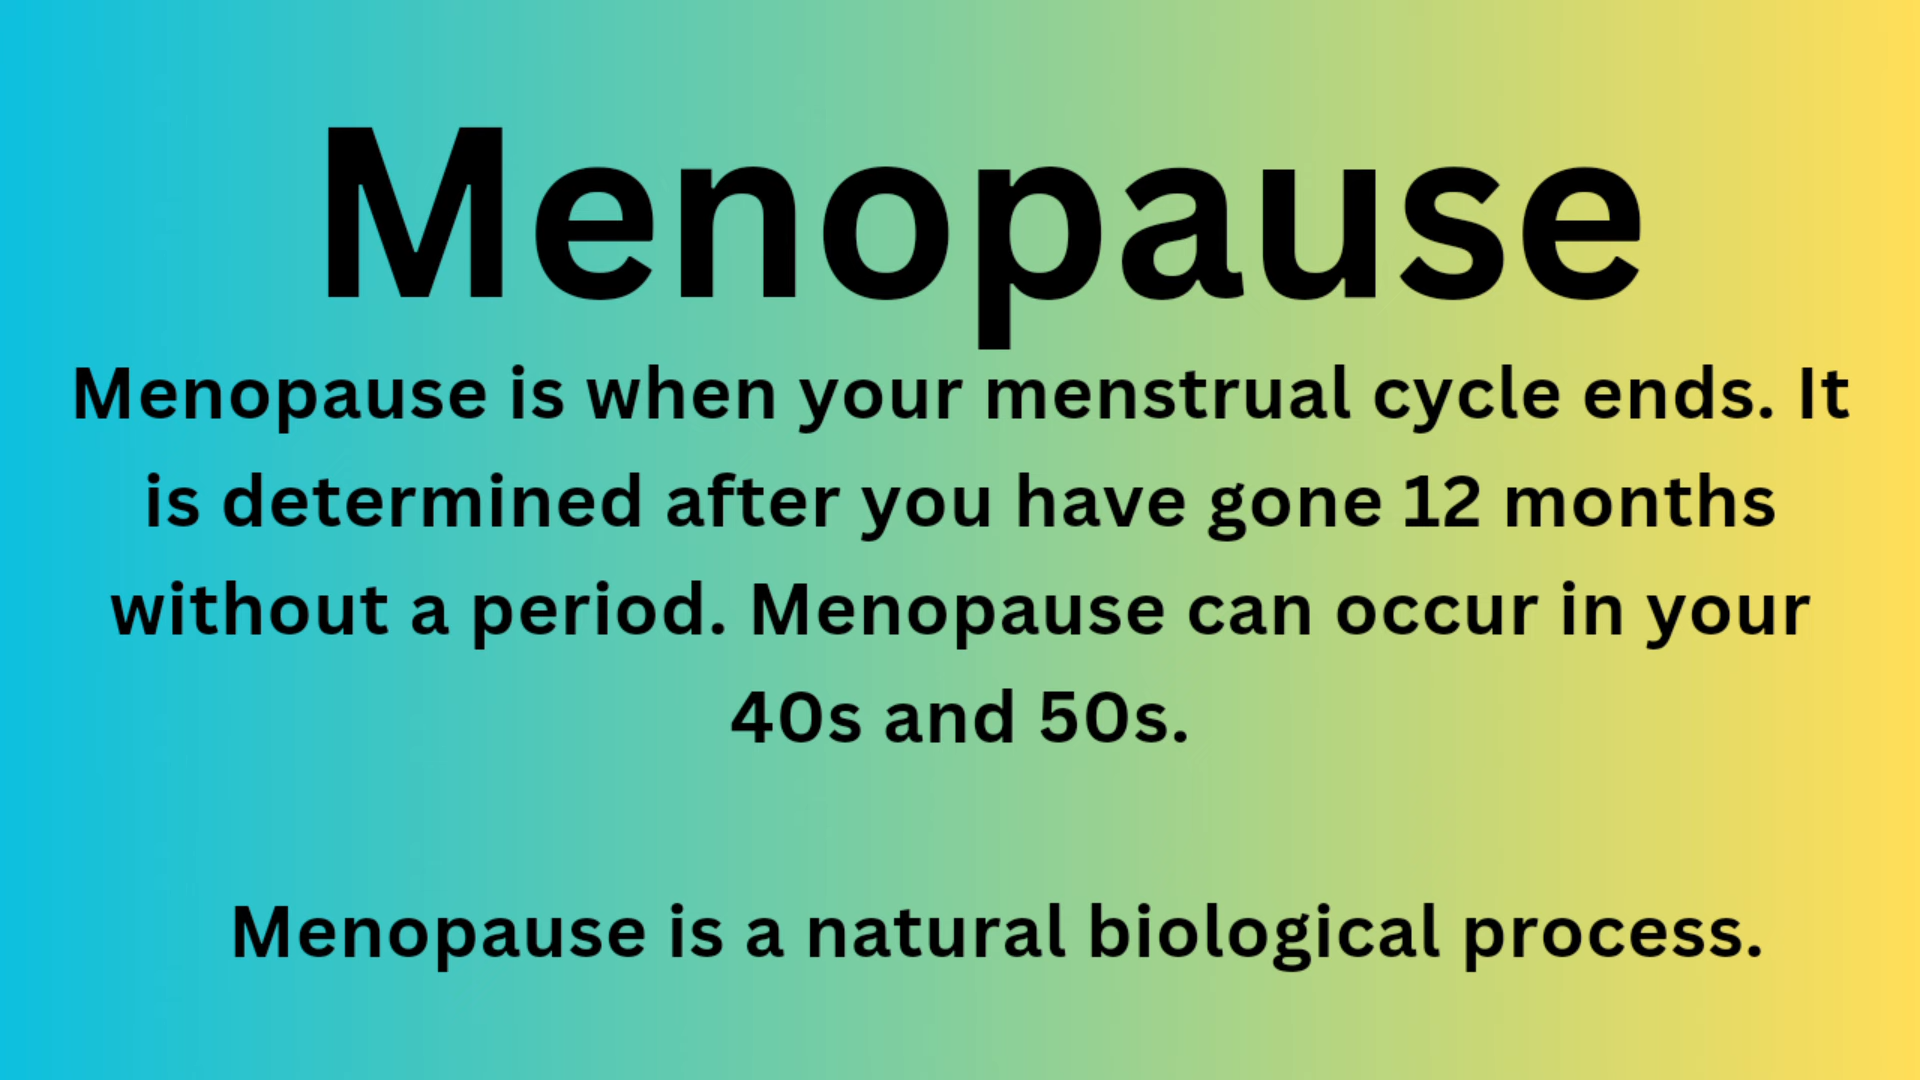 Menopause
Menopause is when your menstrual cycle ends. It
is determined after you have gone 12 months
without a period. Menopause can occur in your
40s and 50s.
Menopause is a natural biological process.